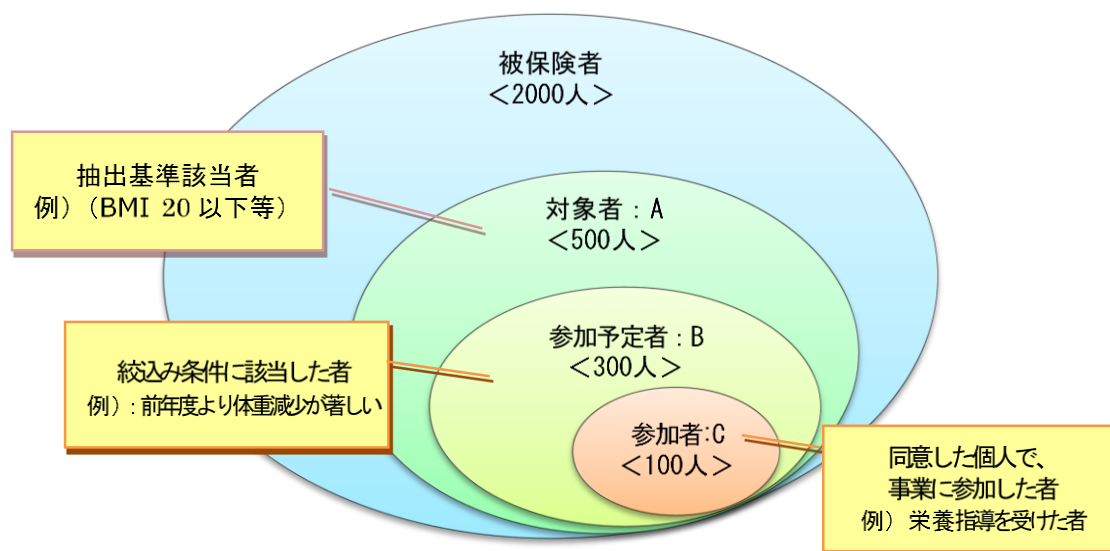 被保険者
＜2000人＞
抽出基準該当者
例）（BMI 20 以下等）
対象者：A
＜500人＞
絞込み条件に該当した者
例）：前年度より体重減少が著しい
参加予定者：B
＜300人＞
参加者:C
＜100人＞
同意した個人で、
事業に参加した者
例） 栄養指導を受けた者